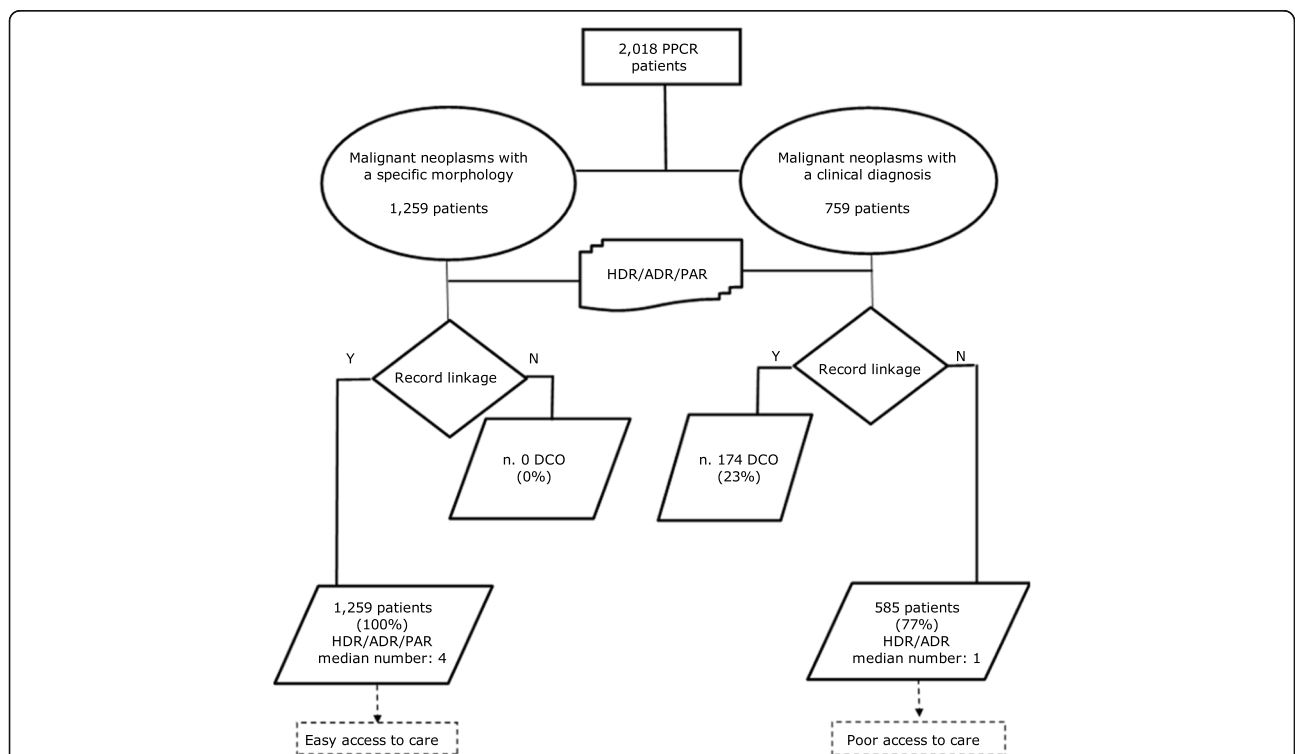 2,018 PPCR
patients
Malignant neoplasms with
a specific morphology
1,259 patients
Malignant neoplasms with
a clinical diagnosis
759 patients
HDR/ADR/PAR
Y
Record linkage
N
Y
Record linkage
N
n. 0 DCO
(0%)
n. 174 DCO
(23%)
1,259 patients
(100%)
HDR/ADR/PAR
median number: 4
585 patients
(77%)
HDR/ADR
median number: 1
Easy access to care
Poor access to care